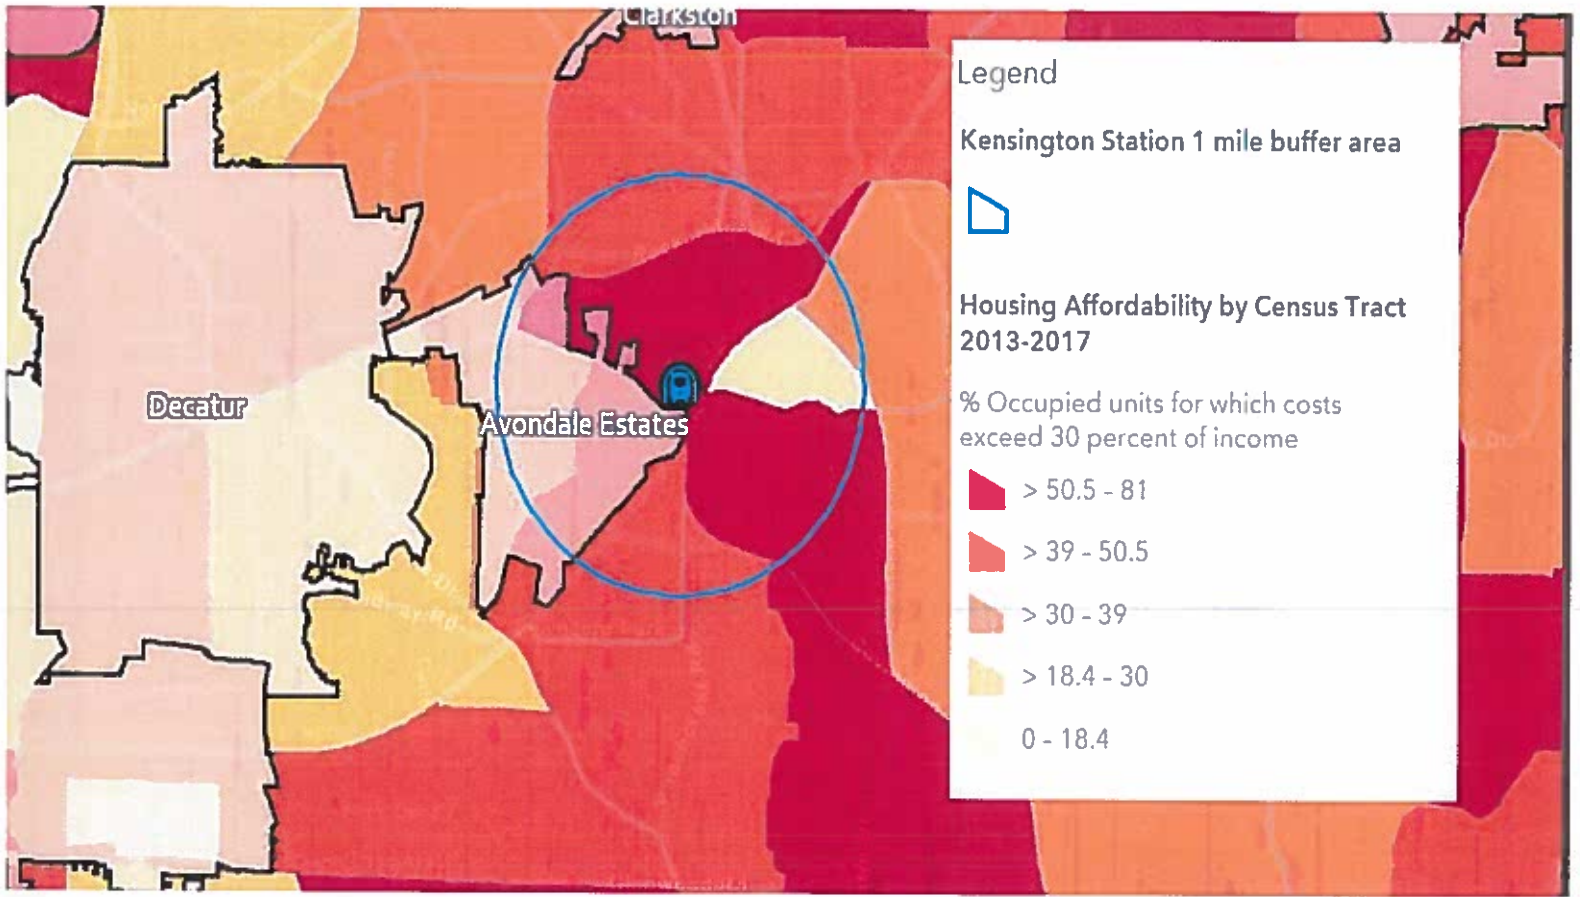 Clarkston
Legend
Kensington Station 1 mile buffer area
Housing Affordability by Census Tract
2013-2017
% Occupied units for which costs
exceed 30 percent of income
> 50.5 - 81
> 39 - 50.5
> 30 - 39
> 18.4 - 30
0 - 18.4
Decatur
Avondale Estates